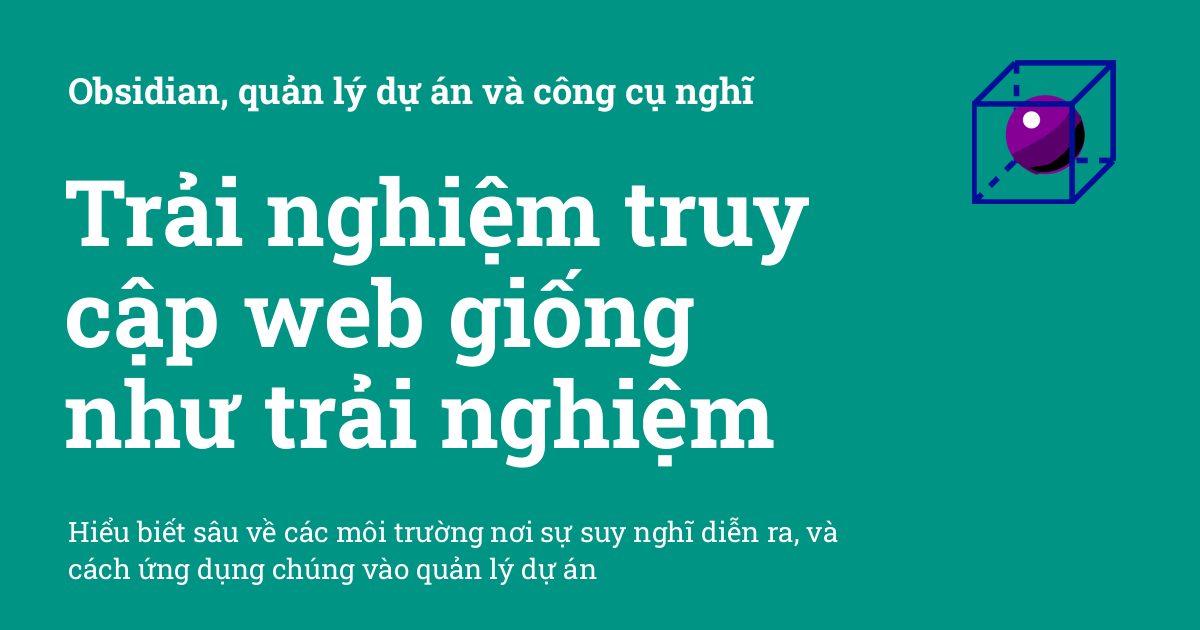 Obsidian, quản lý dự án và công cụ nghĩ
Trải nghiệm truy
cập web giống
như trải nghiệm
Hiểu biết sâu về các môi trường nơi sự suy nghĩ diễn ra, và
cách ứng dụng chúng vào quản lý dự án